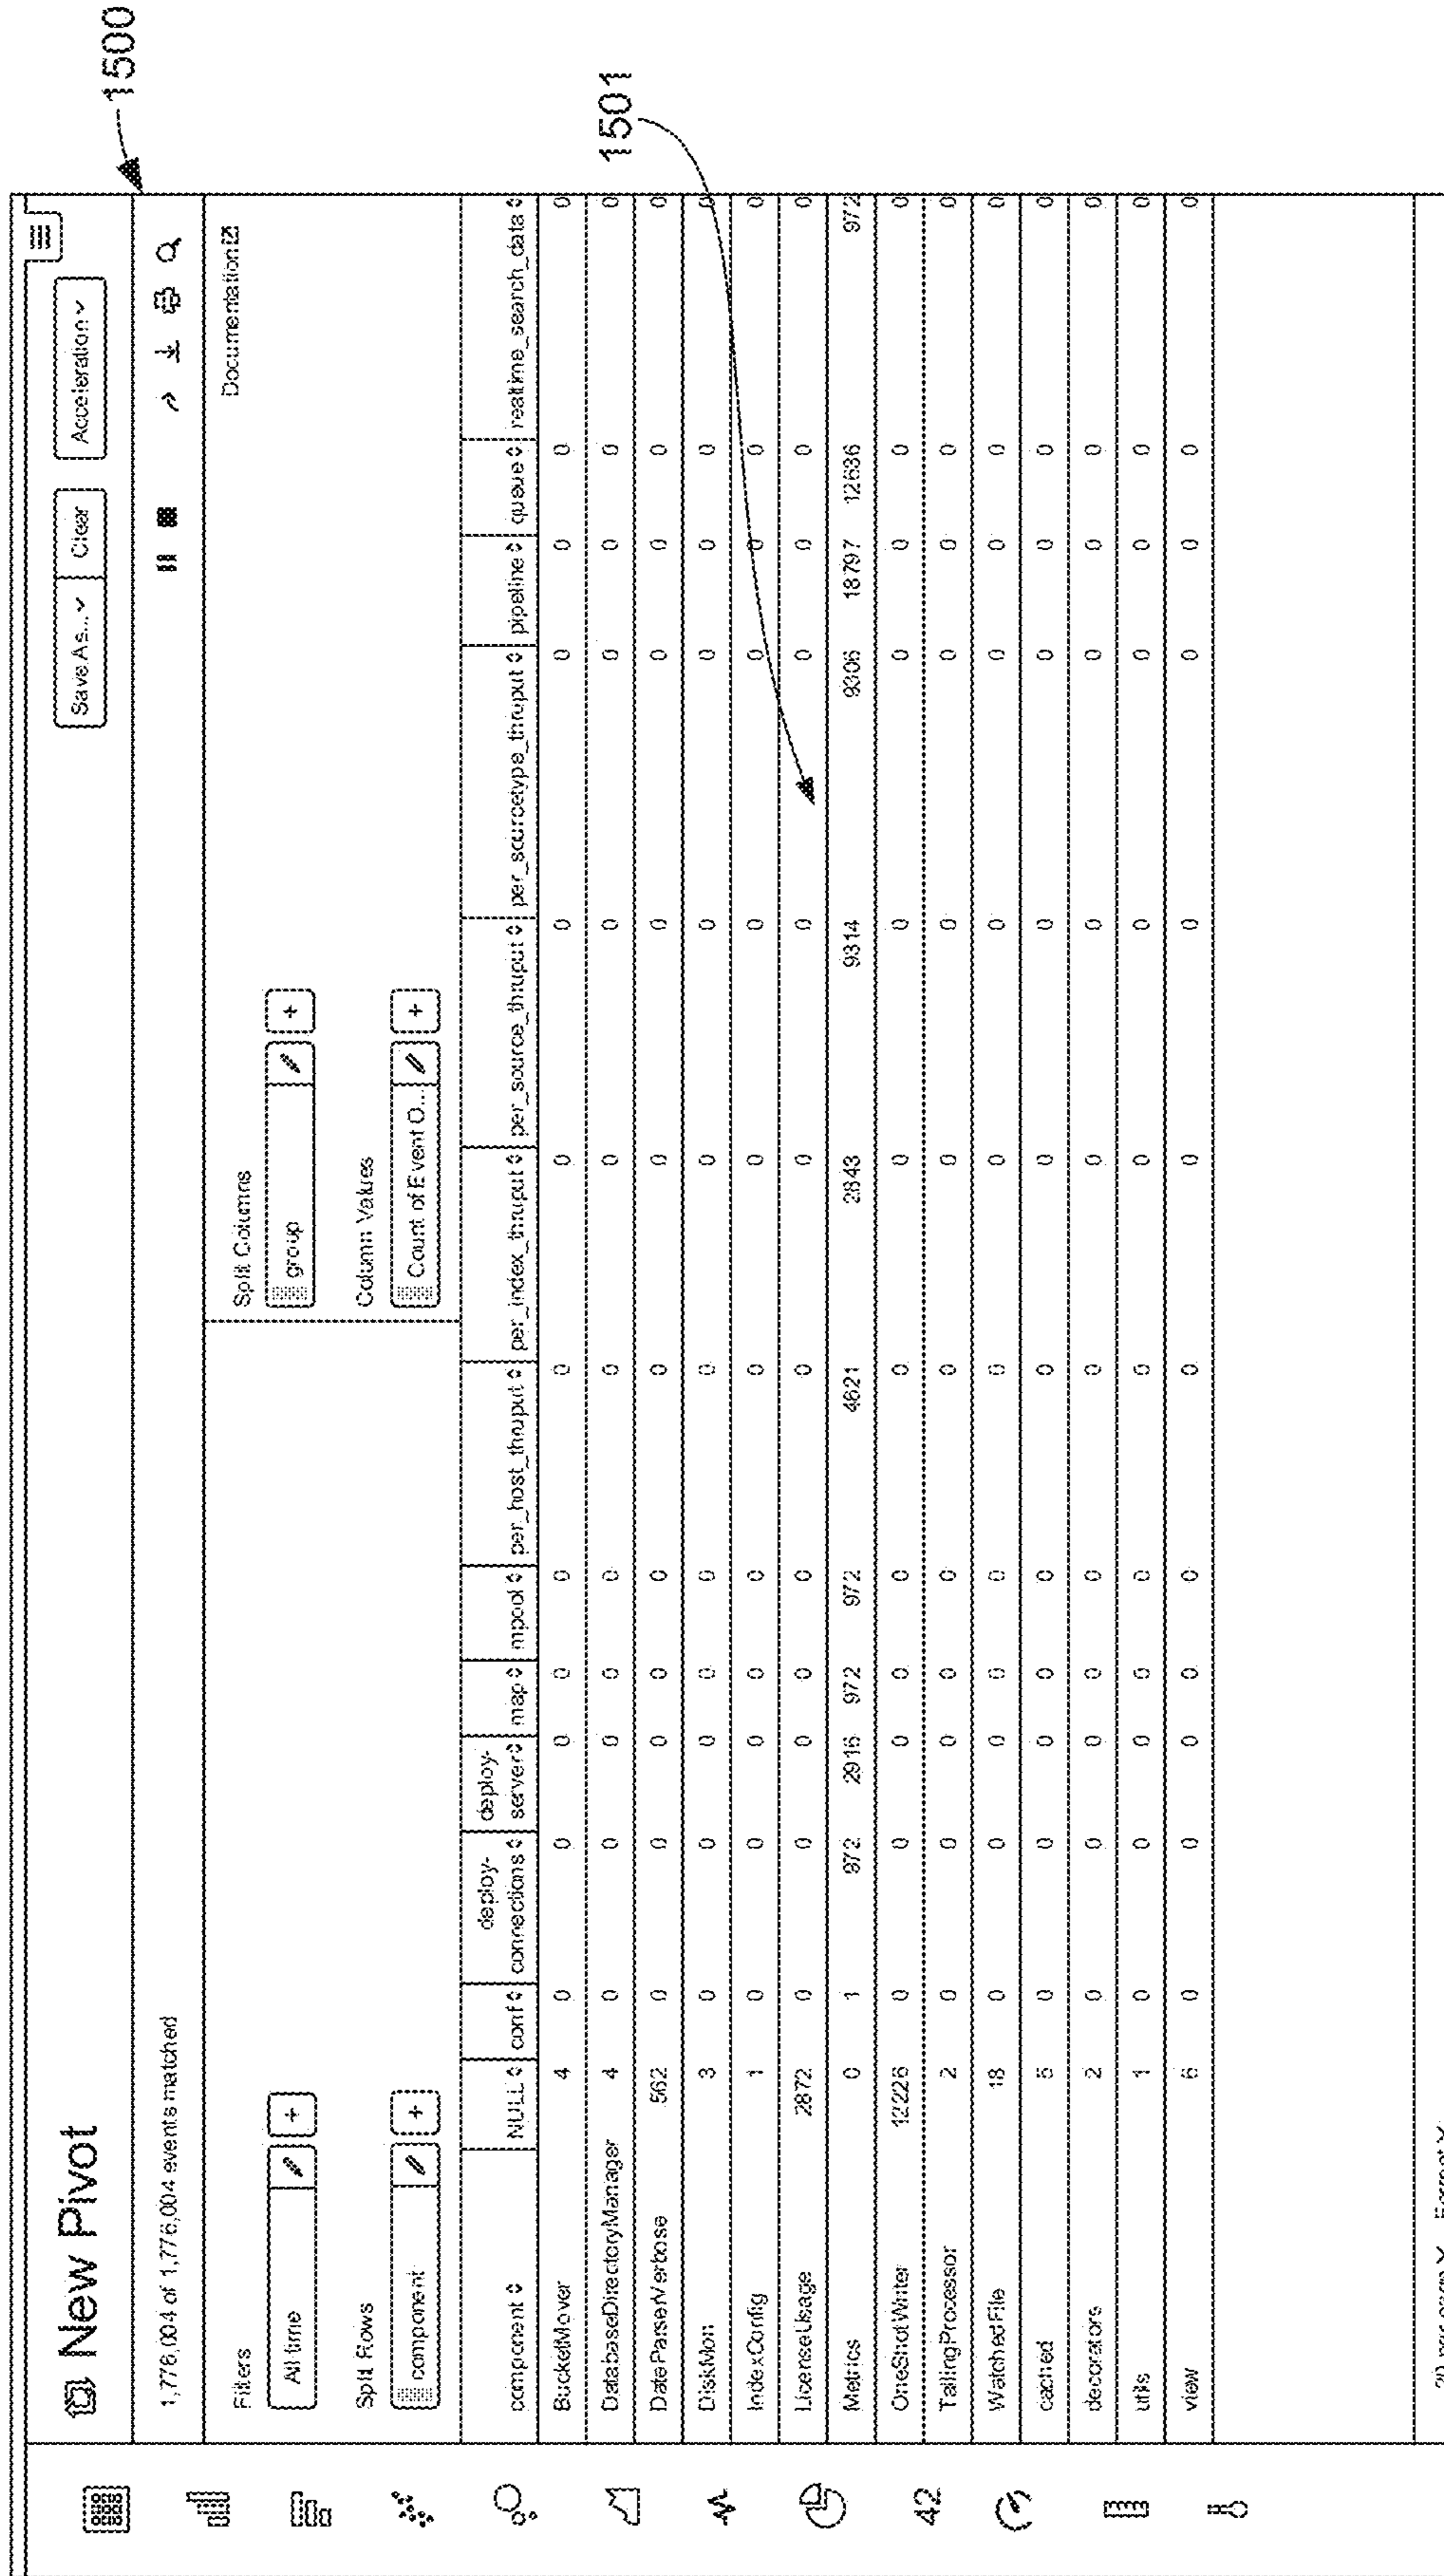 1500
New Pivot
Save As... Clear Acceleration
1,776,004 of 1,776,004 events matched
Filters Split Columns Documentation
All time + group +
Split Rows Column Values
component + Count of Event O... +
1501
component NULL conf deploy-connections deploy-server map mpool per_host_thruput per_index_thruput per_source_thruput per_sourcetype_thruput pipeline queue realtime_search_data
BucketMover 4 0 0 0 0 0 0 0 0 0 0 0 0
DatabaseDirectoryManager 4 0 0 0 0 0 0 0 0 0 0 0 0
DateParserVerbose 562 0 0 0 0 0 0 0 0 0 0 0 0
DiskMon 3 0 0 0 0 0 0 0 0 0 0 0 0
IndexConfig 1 0 0 0 0 0 0 0 0 0 0 0 0
LicenseUsage 2872 0 0 0 0 0 0 0 0 0 0 0 0
Metrics 0 1 972 2916 972 972 4621 2843 9314 9306 18797 12636 972
OneShotWriter 12226 0 0 0 0 0 0 0 0 0 0 0 0
TailingProcessor 2 0 0 0 0 0 0 0 0 0 0 0 0
WatchedFile 18 0 0 0 0 0 0 0 0 0 0 0 0
cached 5 0 0 0 0 0 0 0 0 0 0 0 0
decorators 2 0 0 0 0 0 0 0 0 0 0 0 0
utils 1 0 0 0 0 0 0 0 0 0 0 0 0
view 6 0 0 0 0 0 0 0 0 0 0 0 0
42